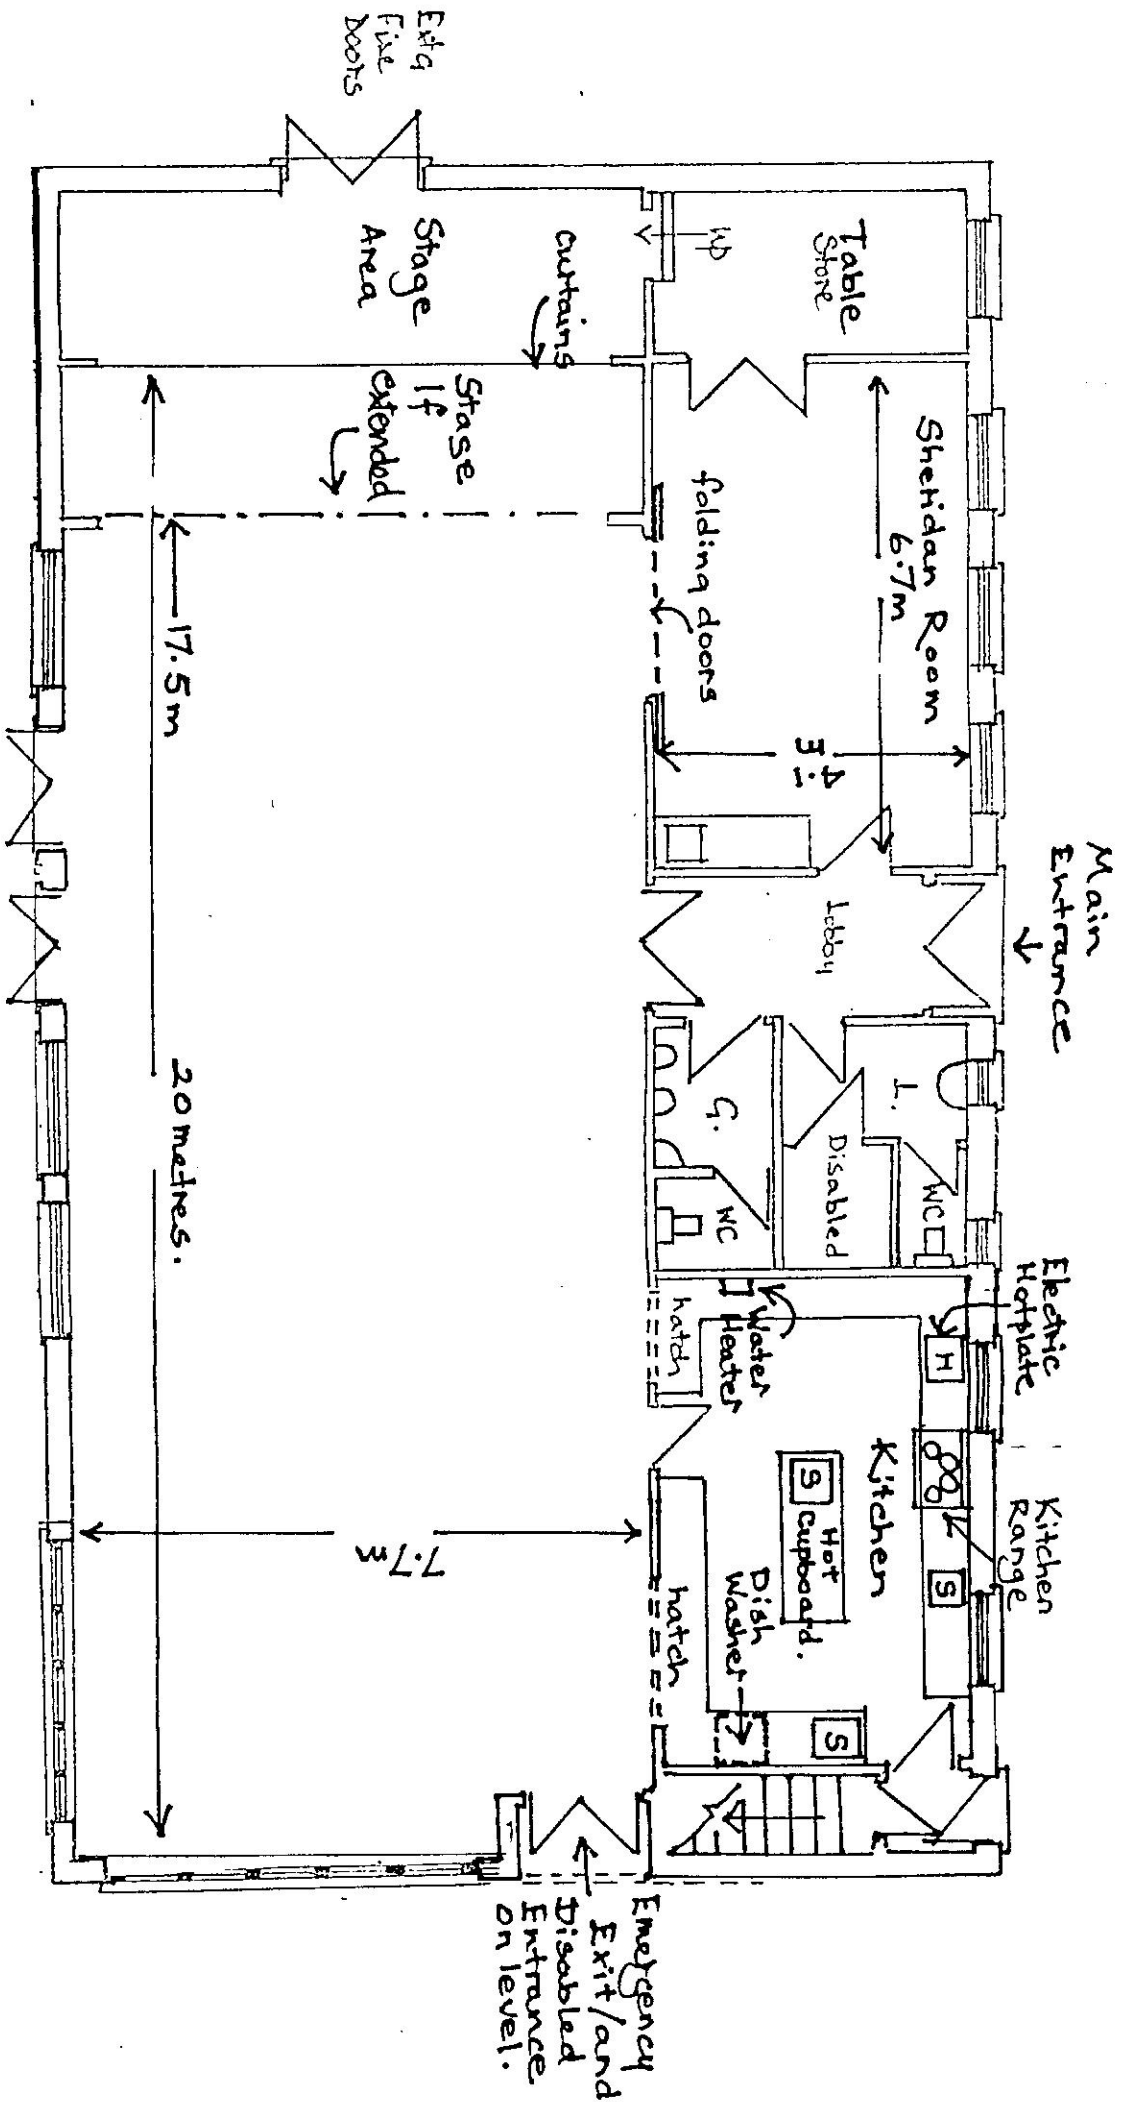 Main
Entrance
Electric
Hotplate
Kitchen
Range
Table
Store
Up
Sheridan Room
6.7m
4.1
m
folding doors
Lobby
L.
WC
Disabled
G.
WC
H
S
Kitchen
S
Hot
Cupboard.
Water
Heater
hatch
Dish
Washer
S
hatch
curtains
Stage
Area
Stage
If
extended
Extg
Fire
Doors
17.5m
20 metres.
7.7m
Emergency
Exit/and
Disabled
Entrance
on level.